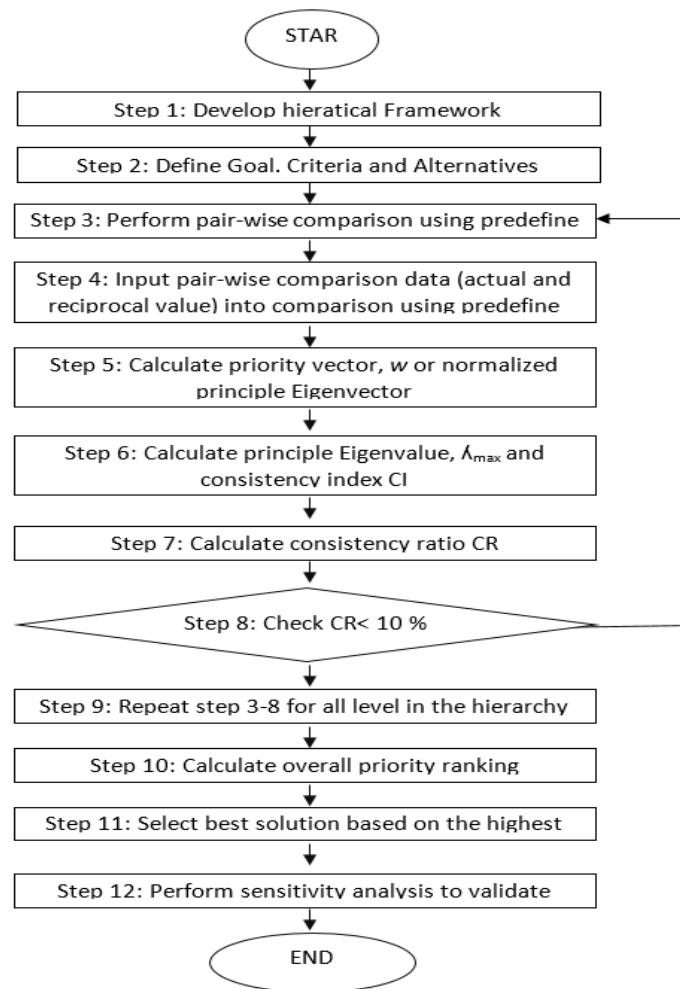 STAR
Step 1: Develop hieratical Framework
Step 2: Define Goal. Criteria and Alternatives
Step 3: Perform pair-wise comparison using predefine
Step 4: Input pair-wise comparison data (actual and
reciprocal value) into comparison using predefine
Step 5: Calculate priority vector, w or normalized
principle Eigenvector
Step 6: Calculate principle Eigenvalue, ʎmax and
consistency index CI
Step 7: Calculate consistency ratio CR
Step 8: Check CR< 10 %
Step 9: Repeat step 3-8 for all level in the hierarchy
Step 10: Calculate overall priority ranking
Step 11: Select best solution based on the highest
Step 12: Perform sensitivity analysis to validate
END